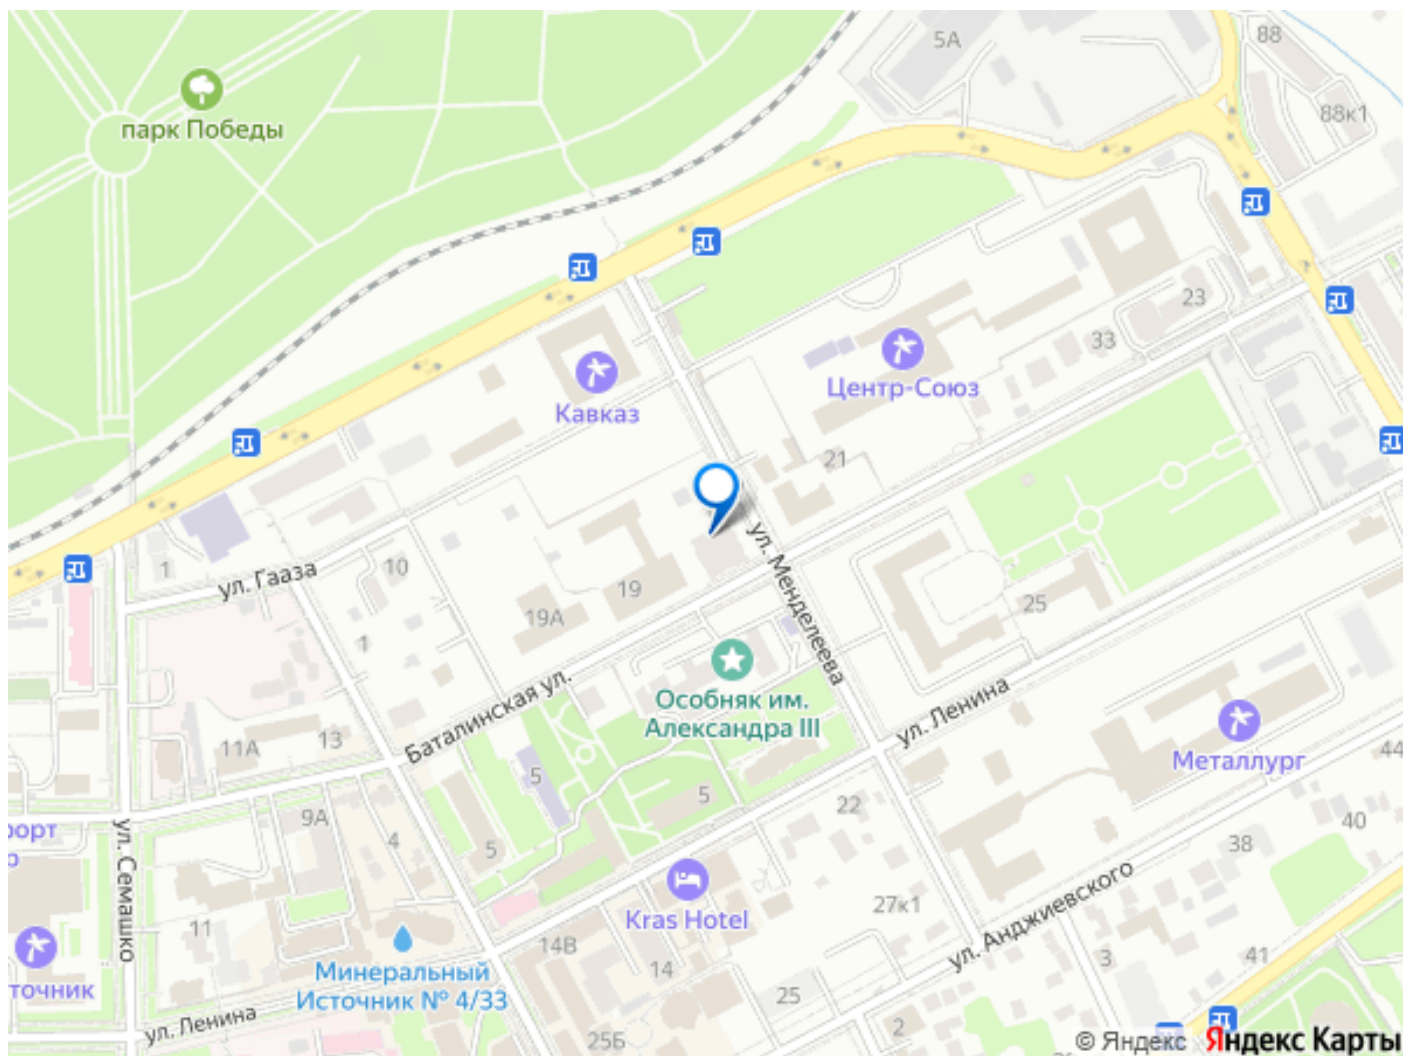 5А
88
88к1
парк Победы
23
33
Центр-Союз
Кавказ
21
ул. Гааза
1
10
19
19А
1
ул. Менделеева
25
Особняк им.
Александра III
ул. Ленина
Баталинская ул.
11А
13
Металлург
44
5
5
22
40
38
9А
4
5
ул. Семашко
Kras Hotel
27к1
ул. Анджиевского
11
14В
14
3
41
Минеральный
Источник № 4/33
точник
25
2
ул. Ленина
25Б
© Яндекс Яндекс Карты